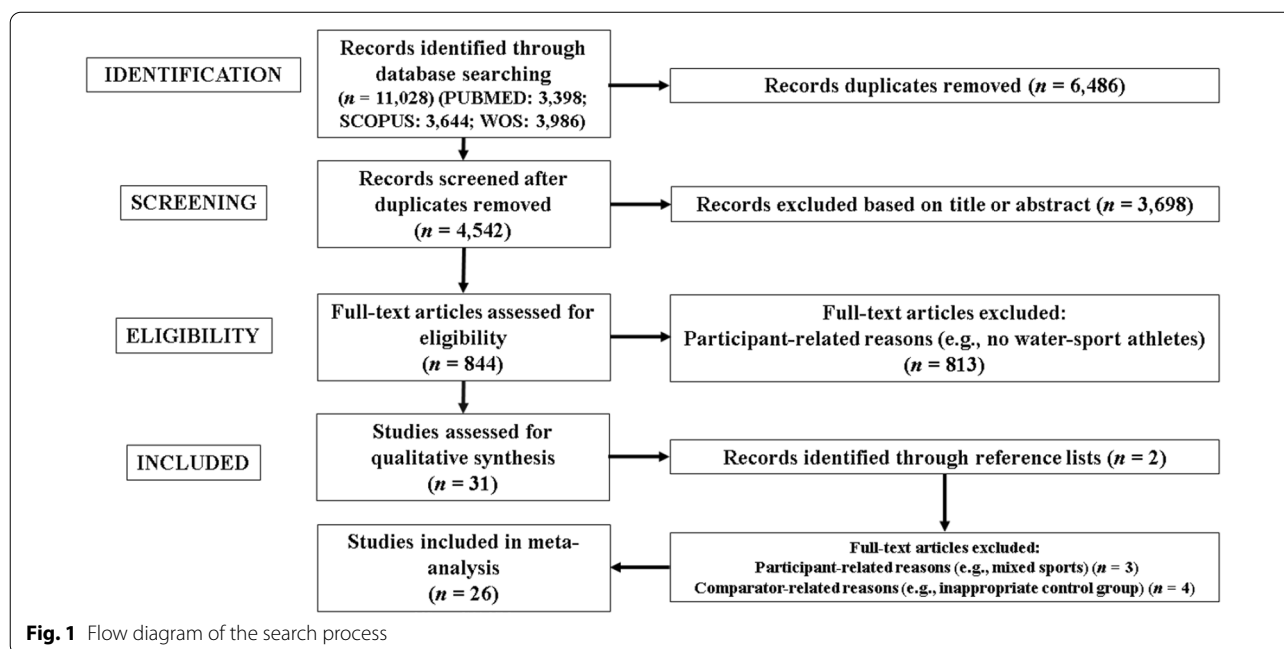 IDENTIFICATION
Records identified through
database searching
(n = 11,028) (PUBMED: 3,398;
SCOPUS: 3,644; WOS: 3,986)
Records duplicates removed (n = 6,486)
SCREENING
Records screened after
duplicates removed
(n = 4,542)
Records excluded based on title or abstract (n = 3,698)
ELIGIBILITY
Full-text articles assessed for
eligibility
(n = 844)
Full-text articles excluded:
Participant-related reasons (e.g., no water-sport athletes)
(n = 813)
INCLUDED
Studies assessed for
qualitative synthesis
(n = 31)
Records identified through reference lists (n = 2)
Studies included in meta-
analysis
(n = 26)
Full-text articles excluded:
Participant-related reasons (e.g., mixed sports) (n = 3)
Comparator-related reasons (e.g., inappropriate control group) (n = 4)
Fig. 1 Flow diagram of the search process